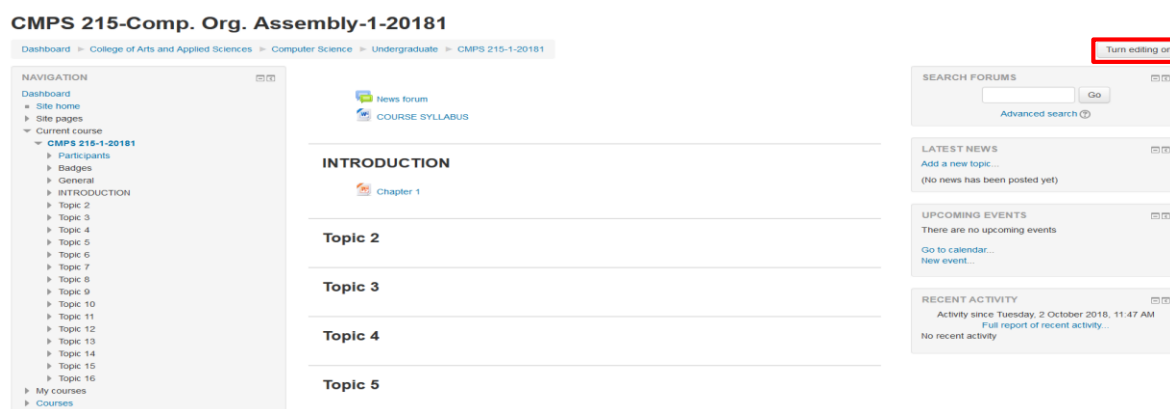 CMPS 215-Comp. Org. Assembly-1-20181
Dashboard ▶ College of Arts and Applied Sciences ▶ Computer Science ▶ Undergraduate ▶ CMPS 215-1-20181
Turn editing on
NAVIGATION
Dashboard
Site home
Site pages
Current course
CMPS 215-1-20181
Participants
Badges
General
INTRODUCTION
Topic 2
Topic 3
Topic 4
Topic 5
Topic 6
Topic 7
Topic 8
Topic 9
Topic 10
Topic 11
Topic 12
Topic 13
Topic 14
Topic 15
Topic 16
My courses
Courses
News forum
COURSE SYLLABUS
INTRODUCTION
Chapter 1
Topic 2
Topic 3
Topic 4
Topic 5
SEARCH FORUMS
Go
Advanced search
LATEST NEWS
Add a new topic...
(No news has been posted yet)
UPCOMING EVENTS
There are no upcoming events
Go to calendar...
New event...
RECENT ACTIVITY
Activity since Tuesday, 2 October 2018, 11:47 AM
Full report of recent activity...
No recent activity